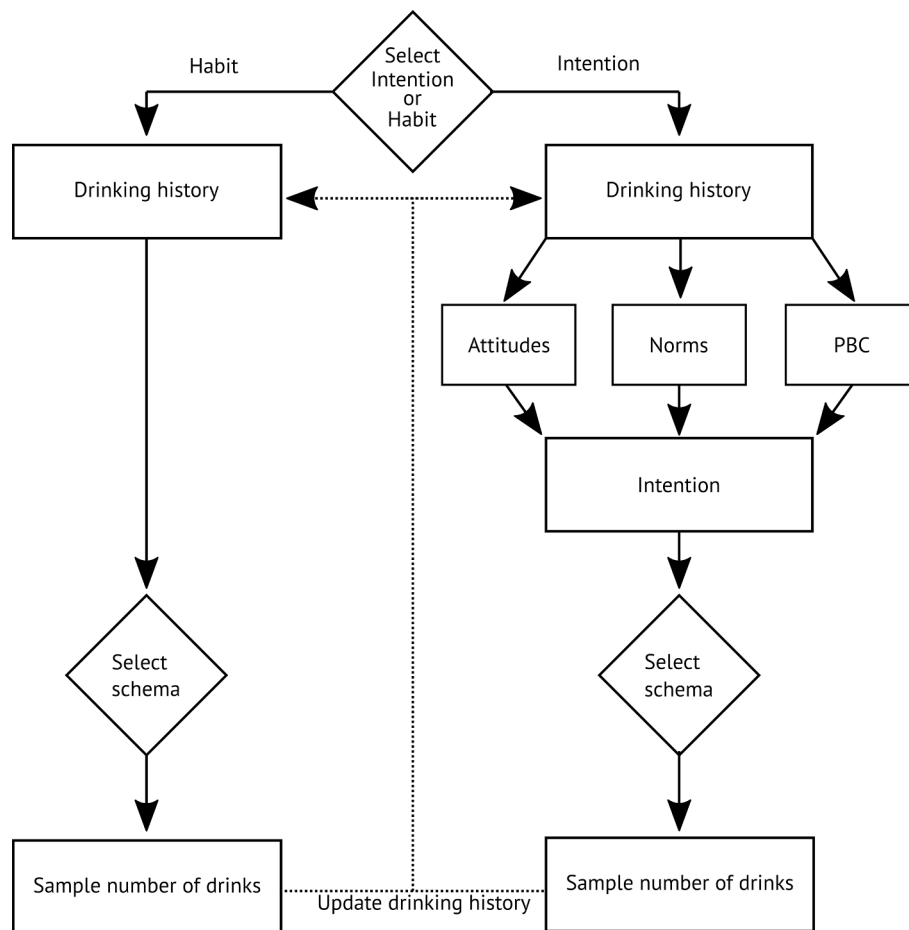 Select
Intention
or
Habit
Habit
Intention
Drinking history
Drinking history
Attitudes
Norms
PBC
Intention
Select
schema
Select
schema
Sample number of drinks
Update drinking history
Sample number of drinks